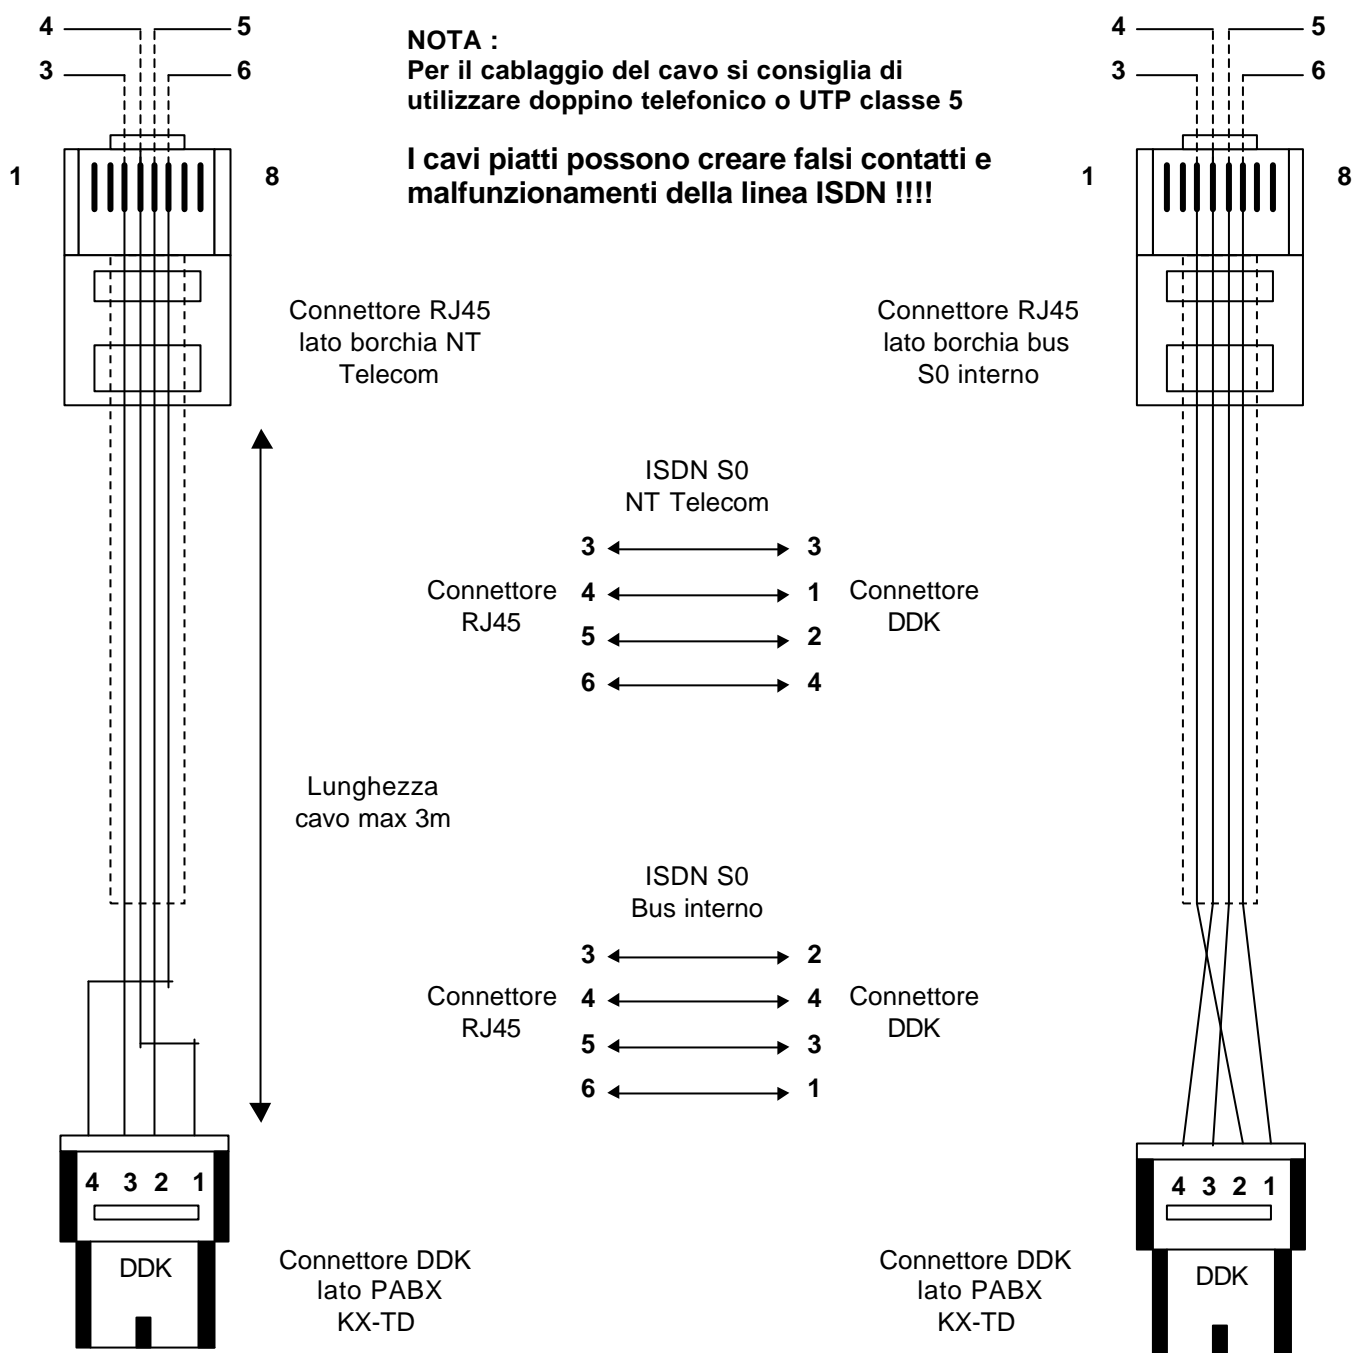 4 5
3 6
1 8
NOTA :
Per il cablaggio del cavo si consiglia di
utilizzare doppino telefonico o UTP classe 5
I cavi piatti possono creare falsi contatti e
malfunzionamenti della linea ISDN !!!!
4 5
3 6
1 8
Connettore RJ45
lato borchia NT
Telecom
Connettore RJ45
lato borchia bus
S0 interno
ISDN S0
NT Telecom
3 3
4 1
5 2
6 4
Connettore
RJ45
Connettore
DDK
Lunghezza
cavo max 3m
ISDN S0
Bus interno
3 2
4 4
5 3
6 1
Connettore
RJ45
Connettore
DDK
4 3 2 1
DDK
Connettore DDK
lato PABX
KX-TD
Connettore DDK
lato PABX
KX-TD
4 3 2 1
DDK